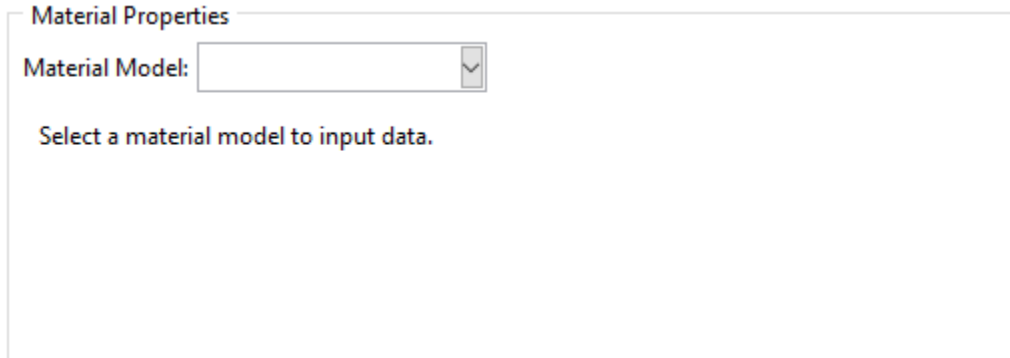 Material Properties
Material Model:
Select a material model to input data.